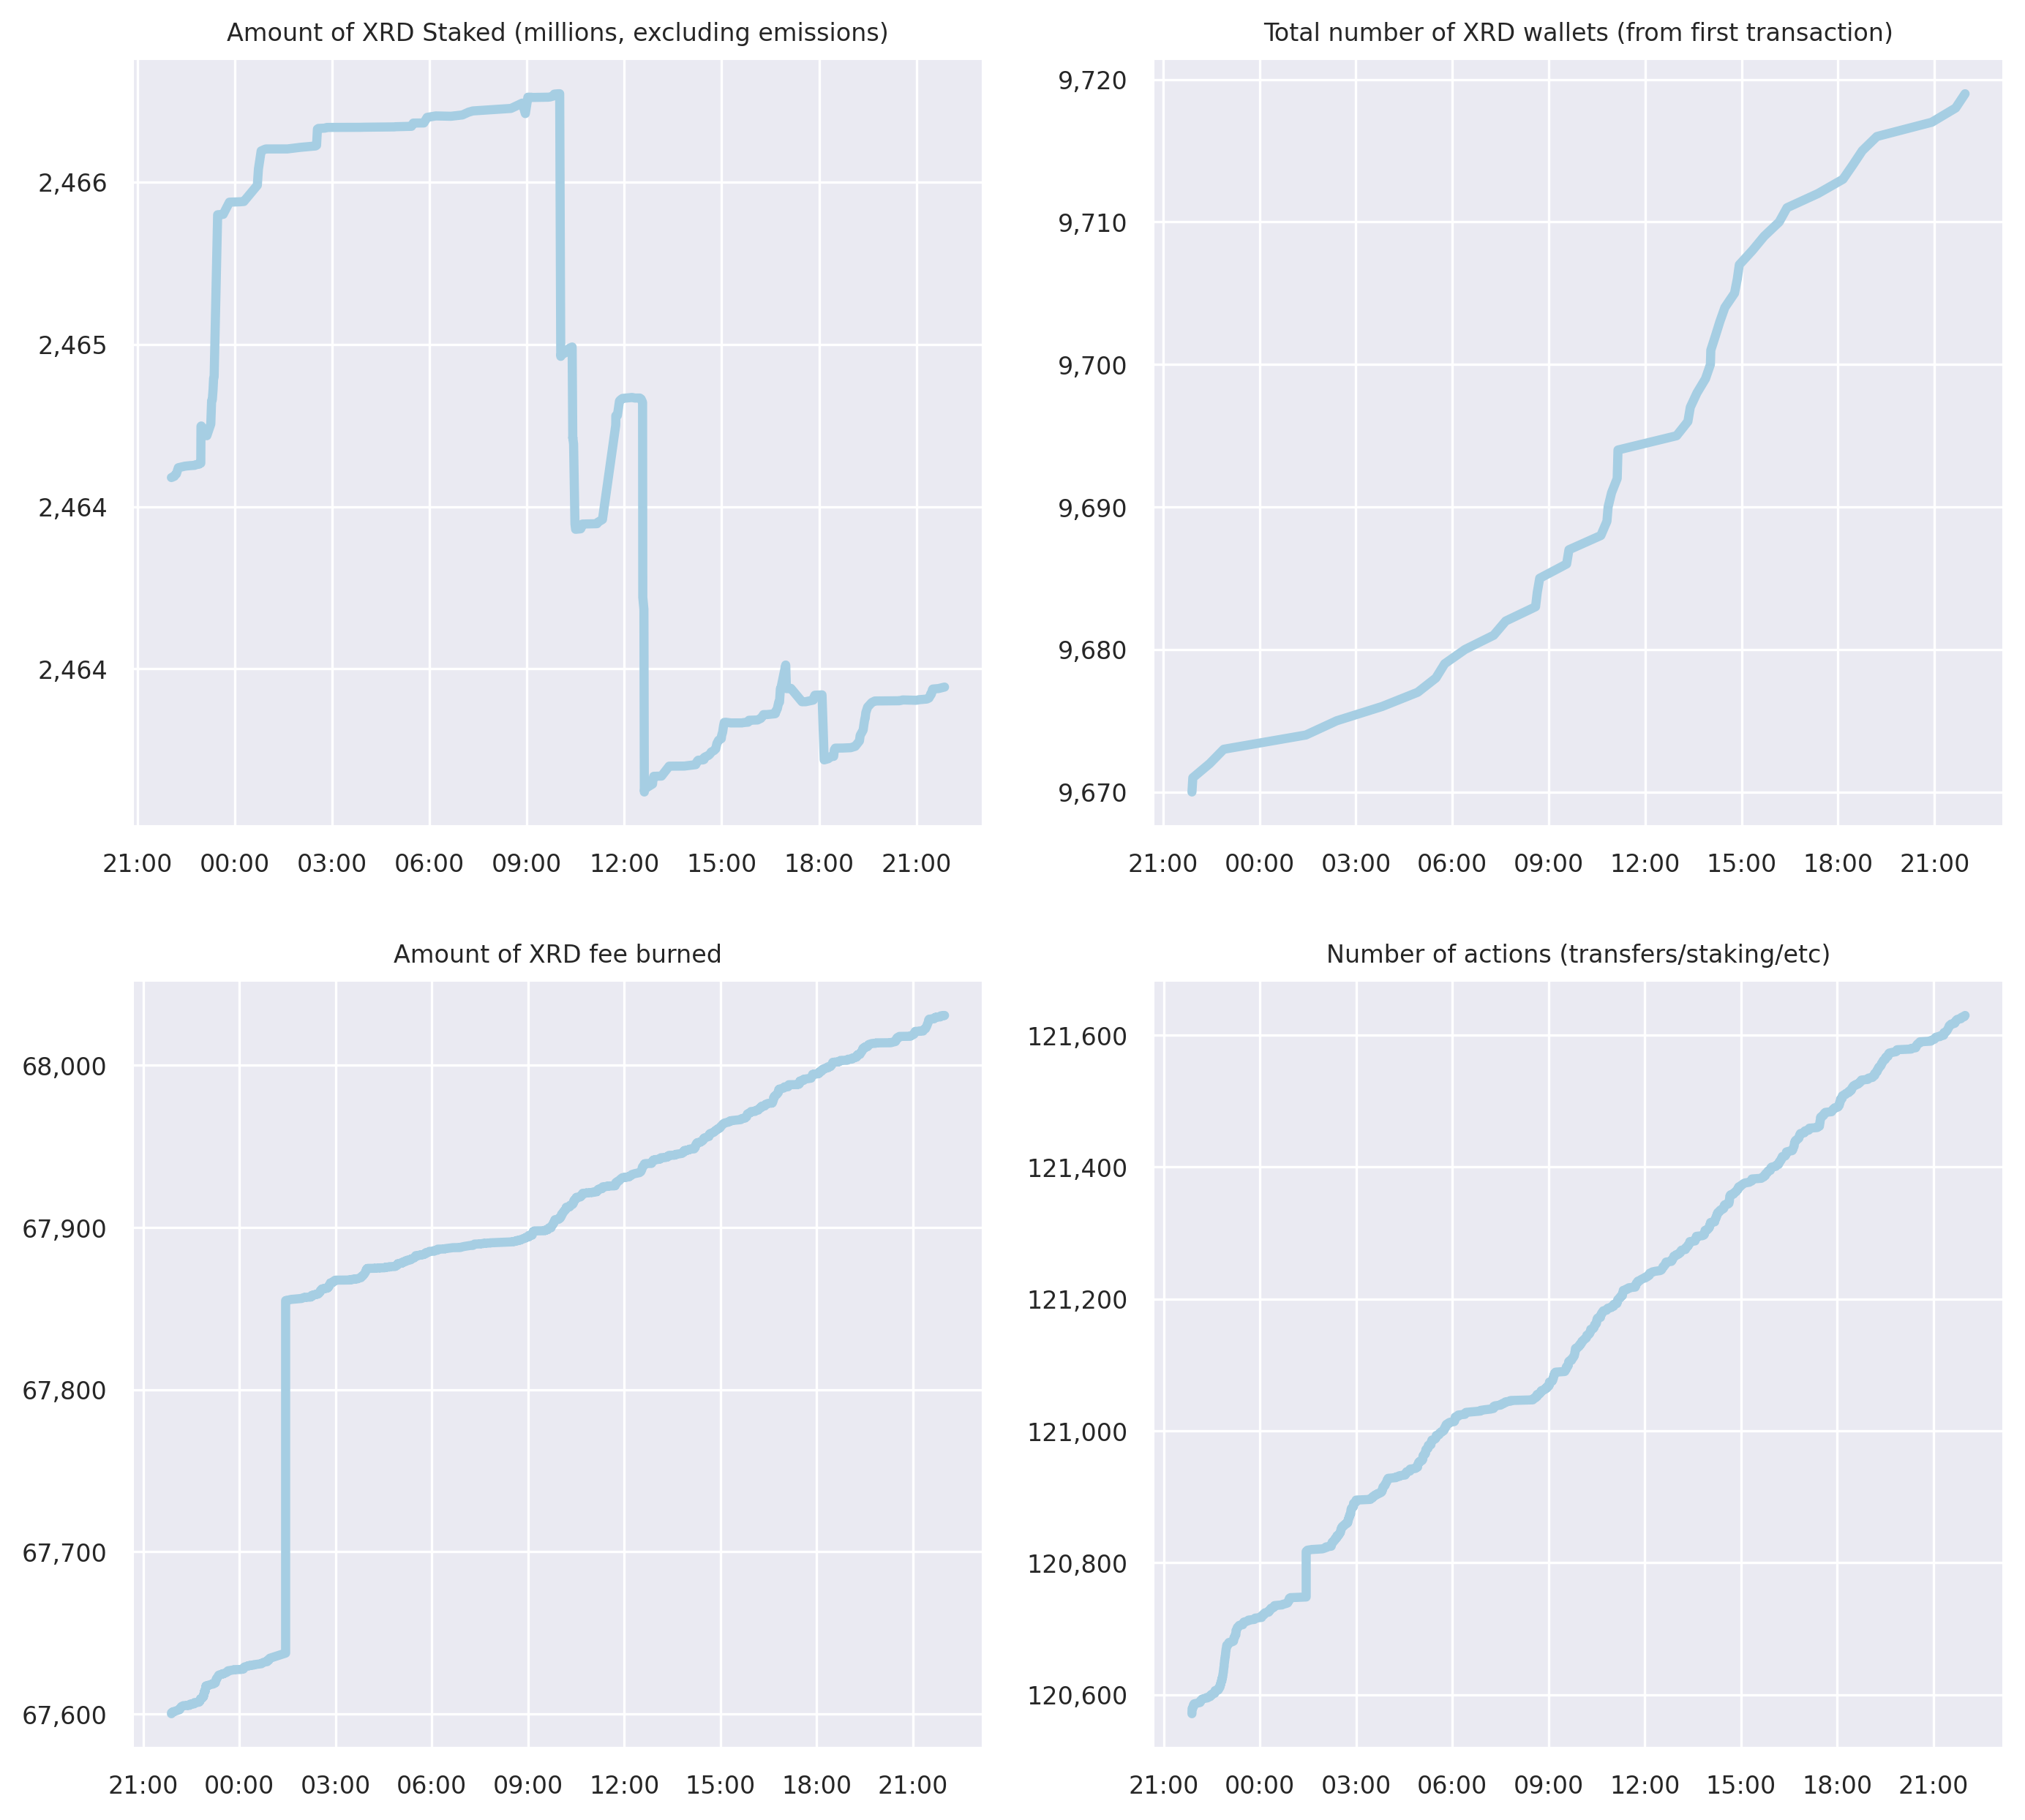 Amount of XRD Staked (millions, excluding emissions)
2,466
2,465
2,464
2,464
21:00 00:00 03:00 06:00 09:00 12:00 15:00 18:00 21:00
Total number of XRD wallets (from first transaction)
9,720
9,710
9,700
9,690
9,680
9,670
21:00 00:00 03:00 06:00 09:00 12:00 15:00 18:00 21:00
Amount of XRD fee burned
68,000
67,900
67,800
67,700
67,600
21:00 00:00 03:00 06:00 09:00 12:00 15:00 18:00 21:00
Number of actions (transfers/staking/etc)
121,600
121,400
121,200
121,000
120,800
120,600
21:00 00:00 03:00 06:00 09:00 12:00 15:00 18:00 21:00